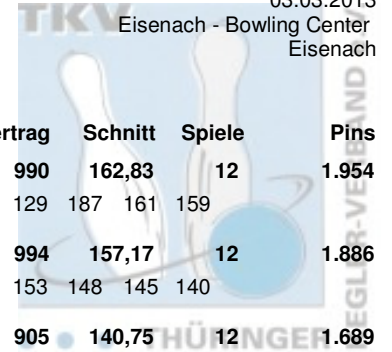 TKV
03.03.2013
Eisenach - Bowling Center
Eisenach
Schnitt Spiele Pins
990 162,83 12 1.954
129 187 161 159
994 157,17 12 1.886
153 148 145 140
905 140,75 12 1.689
THÜRINGER